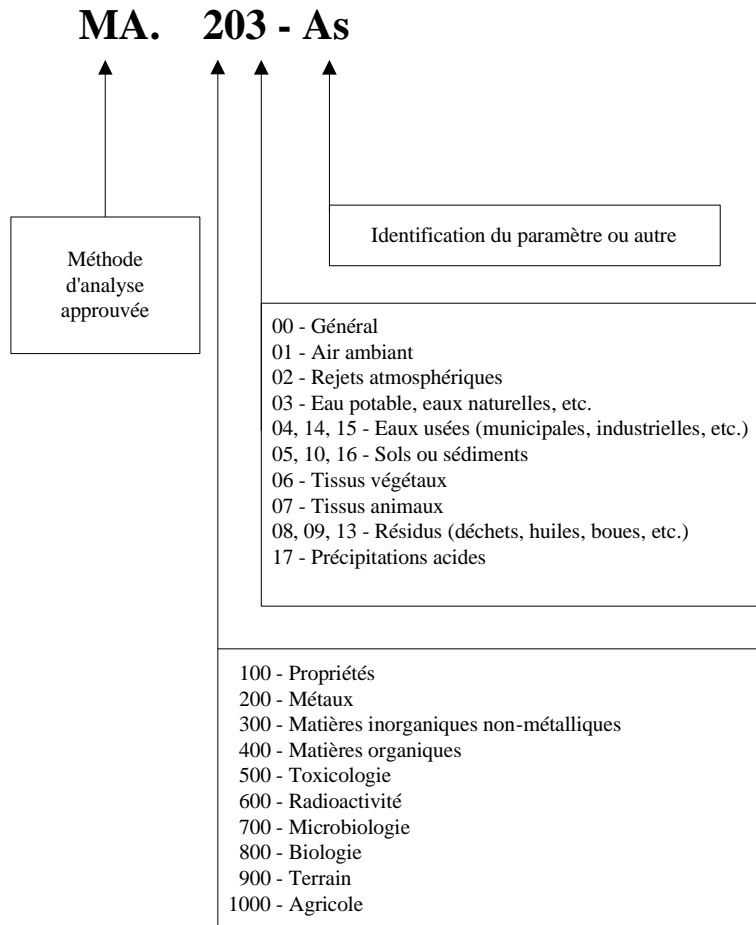 MA. 203 - As
Méthode
d'analyse
approuvée
Identification du paramètre ou autre
00 - Général
01 - Air ambiant
02 - Rejets atmosphériques
03 - Eau potable, eaux naturelles, etc.
04, 14, 15 - Eaux usées (municipales, industrielles, etc.)
05, 10, 16 - Sols ou sédiments
06 - Tissus végétaux
07 - Tissus animaux
08, 09, 13 - Résidus (déchets, huiles, boues, etc.)
17 - Précipitations acides
100 - Propriétés
200 - Métaux
300 - Matières inorganiques non-métalliques
400 - Matières organiques
500 - Toxicologie
600 - Radioactivité
700 - Microbiologie
800 - Biologie
900 - Terrain
1000 - Agricole